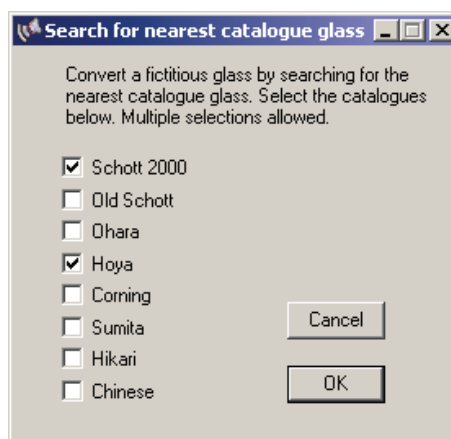 Search for nearest catalogue glass
Convert a fictitious glass by searching for the
nearest catalogue glass. Select the catalogues
below. Multiple selections allowed.
Schott 2000
Old Schott
Ohara
Hoya
Corning
Sumita
Hikari
Chinese
Cancel
OK